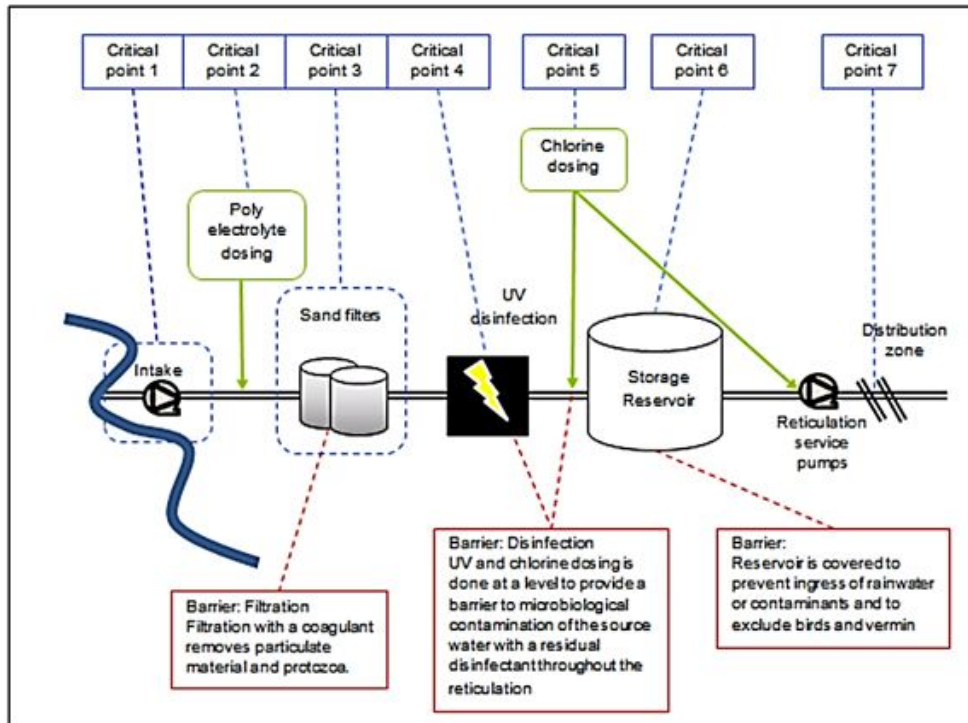 Critical
point 1
Critical
point 2
Critical
point 3
Critical
point 4
Critical
point 5
Critical
point 6
Critical
point 7
Chlorine
dosing
Poly
electrolyte
dosing
UV
disinfection
Sand filters
Distribution
zone
Intake
Storage
Reservoir
Reticulation
service
pumps
Barrier: Filtration
Filtration with a coagulant
removes particulate
material and protozoa.
Barrier: Disinfection
UV and chlorine dosing is
done at a level to provide a
barrier to microbiological
contamination of the source
water with a residual
disinfectant throughout the
reticulation
Barrier:
Reservoir is covered to
prevent ingress of rainwater
or contaminants and to
exclude birds and vermin